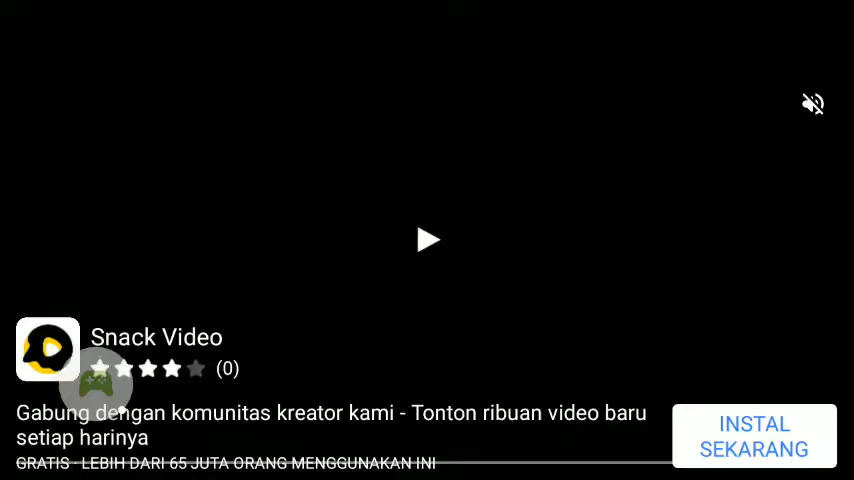 Snack Video
(0)
Gabung dengan komunitas kreator kami - Tonton ribuan video baru
setiap harinya
GRATIS · LEBIH DARI 65 JUTA ORANG MENGGUNAKAN INI
INSTAL
SEKARANG